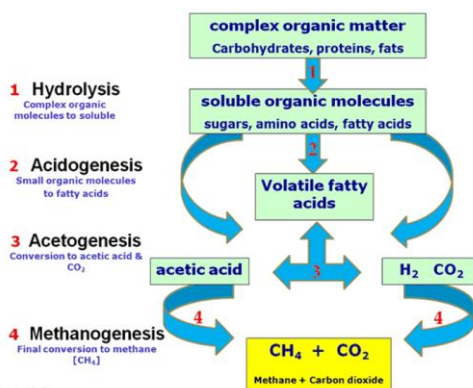 complex organic matter
Carbohydrates, proteins, fats
1
1 Hydrolysis
Complex organic
molecules to soluble
soluble organic molecules
sugars, amino acids, fatty acids
2
2 Acidogenesis
Small organic molecules
to fatty acids
Volatile fatty
acids
3 Acetogenesis
Conversion to acetic acid &
CO₂
acetic acid
3
H₂ CO₂
4 Methanogenesis
Final conversion to methane
[CH₄]
4
4
CH₄ + CO₂
Methane + Carbon dioxide